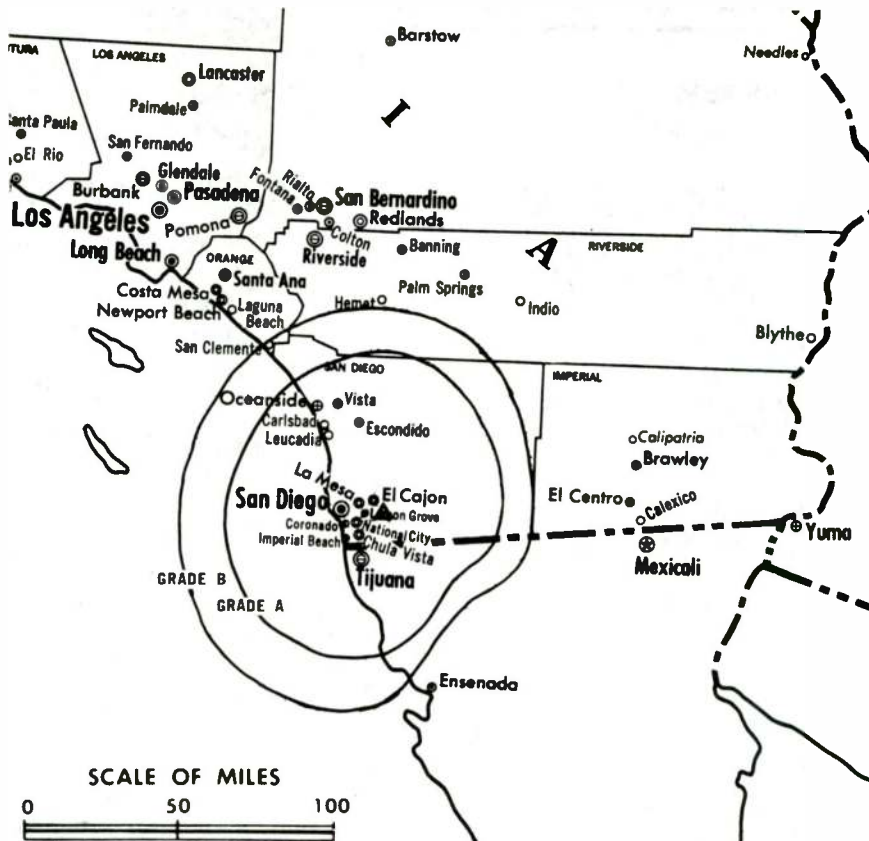 Barstow
Needles
TURA
LOS ANGELES
Lancaster
Palmdale
Santa Paula
San Fernando
El Rio
Glendale
Burbank
Pasadena
Rialto
Fontana
San Bernardino
Los Angeles
Pomona
Redlands
Colton
Riverside
Banning
RIVERSIDE
I
A
Long Beach
ORANGE
Santa Ana
Palm Springs
Costa Mesa
Newport Beach
Laguna
Beach
Hemet
Indio
Blythe
San Clemente
SAN DIEGO
IMPERIAL
Oceanside
Vista
Carlsbad
Leucadia
Escondido
Calipatria
Brawley
La Mesa
El Cajon
San Diego
Lemon Grove
El Centro
Calexico
Coronado
National City
Imperial Beach
Chula Vista
Yuma
Tijuana
Mexicali
GRADE B
GRADE A
Ensenada
SCALE OF MILES
0 50 100